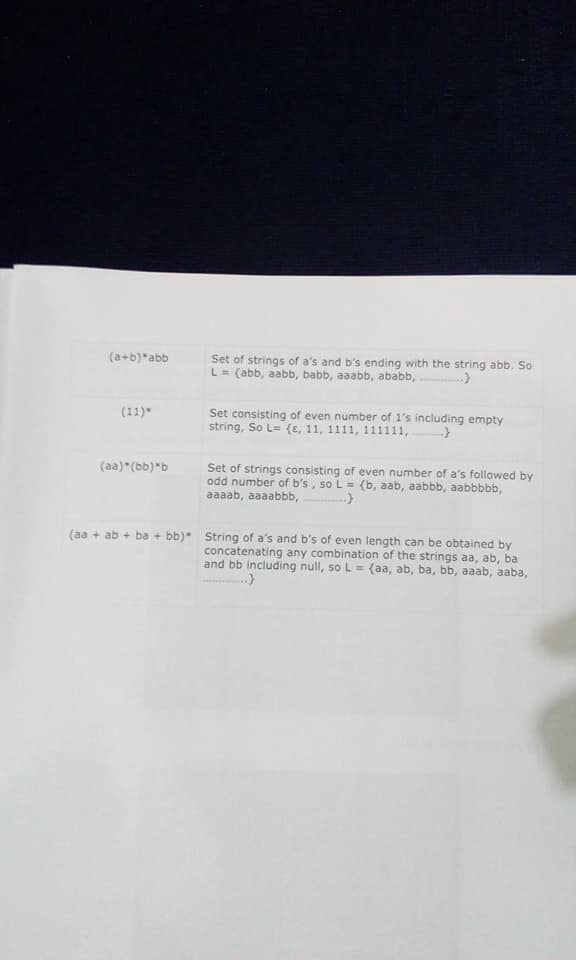 (a+b)*abb
Set of strings of a's and b's ending with the string abb. So
L = {abb, aabb, babb, aaabb, ababb, ..............}
(11)*
Set consisting of even number of 1's including empty
string, So L= {ε, 11, 1111, 111111, ..........}
(aa)*(bb)*b
Set of strings consisting of even number of a's followed by
odd number of b's , so L = {b, aab, aabbb, aabbbbb,
aaaab, aaaabbb, ..............}
(aa + ab + ba + bb)*
String of a's and b's of even length can be obtained by
concatenating any combination of the strings aa, ab, ba
and bb including null, so L = {aa, ab, ba, bb, aaab, aaba,
..............}